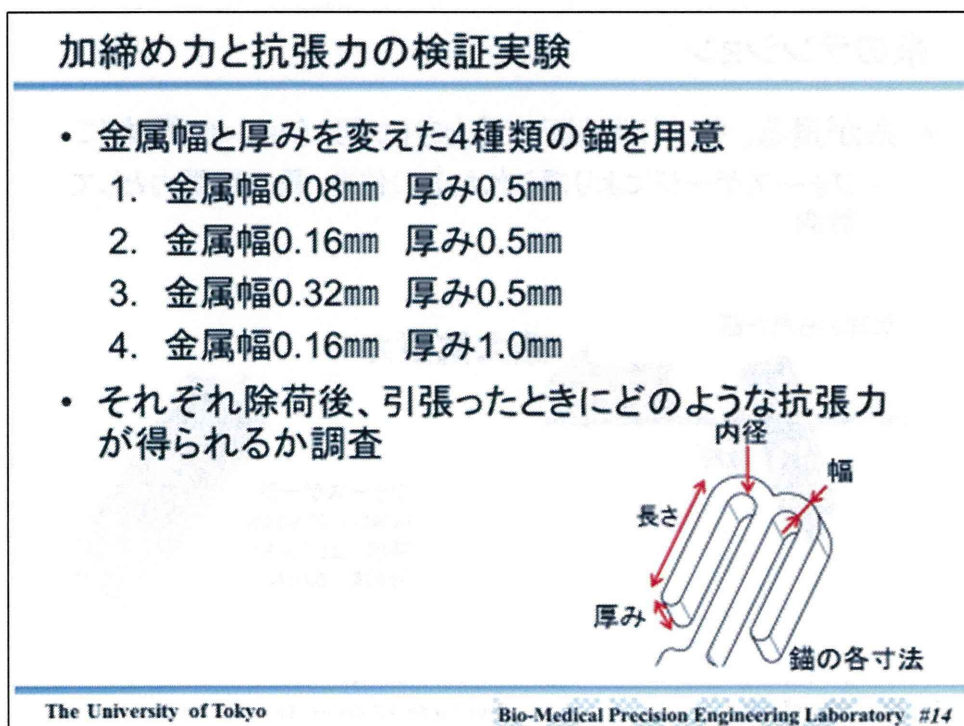 加締め力と抗張力の検証実験
• 金属幅と厚みを変えた4種類の錨を用意
1. 金属幅0.08㎜ 厚み0.5㎜
2. 金属幅0.16㎜ 厚み0.5㎜
3. 金属幅0.32㎜ 厚み0.5㎜
4. 金属幅0.16㎜ 厚み1.0㎜
• それぞれ除荷後、引張ったときにどのような抗張力
が得られるか調査
内径
幅
長さ
厚み
錨の各寸法
The University of Tokyo
Bio-Medical Precision Engineering Laboratory #14